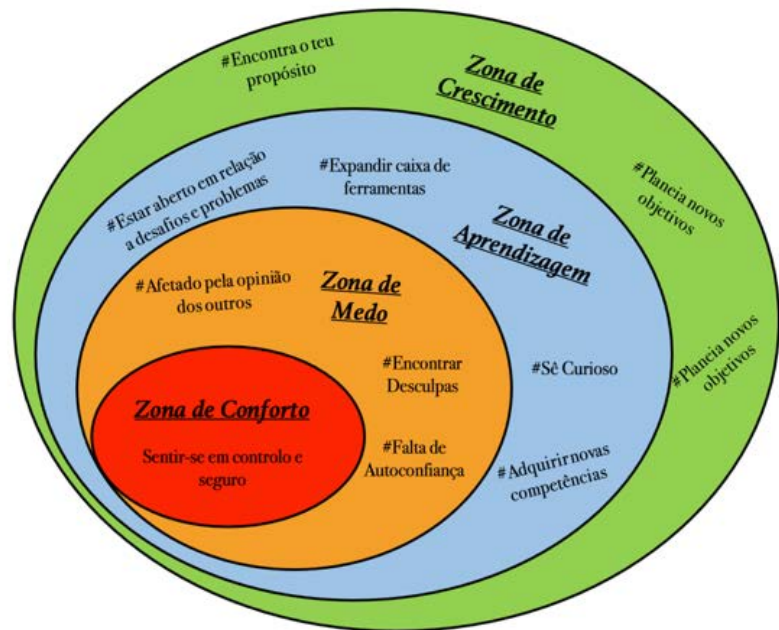 #Encontra o teu
propósito
Zona de
Crescimento
#Plancia novos
objetivos
#Plancia novos
objetivos
#Estar aberto em relação
a desafios e problemas
#Expandir caixa de
ferramentas
Zona de
Aprendizagem
#Sê Curioso
#Adquirir novas
competências
#Afetado pela opinião
dos outros
Zona de
Medo
#Encontrar
Desculpas
#Falta de
Autoconfiança
Zona de Conforto
Sentir-se em controlo e
seguro